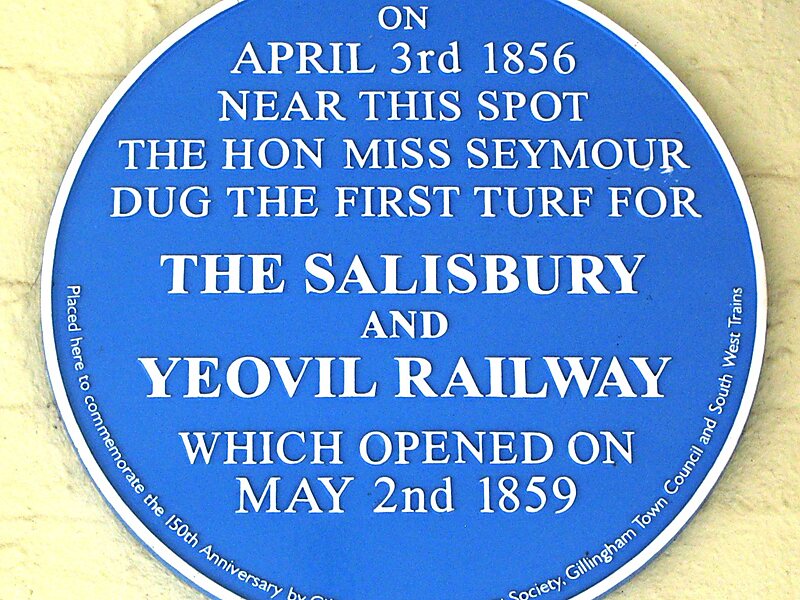 ON
APRIL 3rd 1856
NEAR THIS SPOT
THE HON MISS SEYMOUR
DUG THE FIRST TURF FOR
THE SALISBURY
AND
YEOVIL RAILWAY
WHICH OPENED ON
MAY 2nd 1859
Placed here to commemorate the 150th Anniversary by Society, Gillingham Town Council and South West Trains